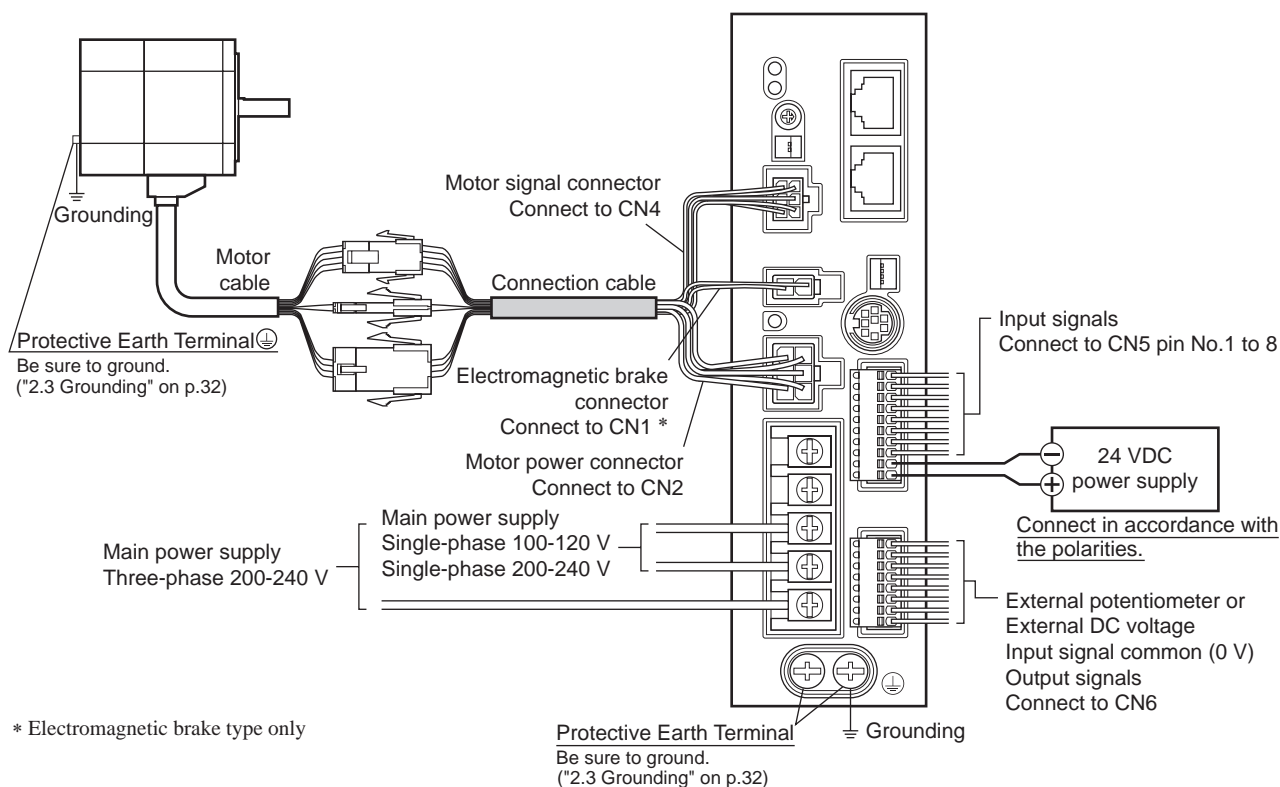 Motor signal connector
Connect to CN4
Grounding
Motor
cable
Connection cable
Protective Earth Terminal
Be sure to ground.
("2.3 Grounding" on p.32)
Input signals
Connect to CN5 pin No.1 to 8
Electromagnetic brake
connector
Connect to CN1 *
Motor power connector
Connect to CN2
−
+
24 VDC
power supply
Connect in accordance with
the polarities.
Main power supply
Three-phase 200-240 V
Main power supply
Single-phase 100-120 V
Single-phase 200-240 V
External potentiometer or
External DC voltage
Input signal common (0 V)
Output signals
Connect to CN6
* Electromagnetic brake type only
Protective Earth Terminal
Be sure to ground.
("2.3 Grounding" on p.32)
Grounding